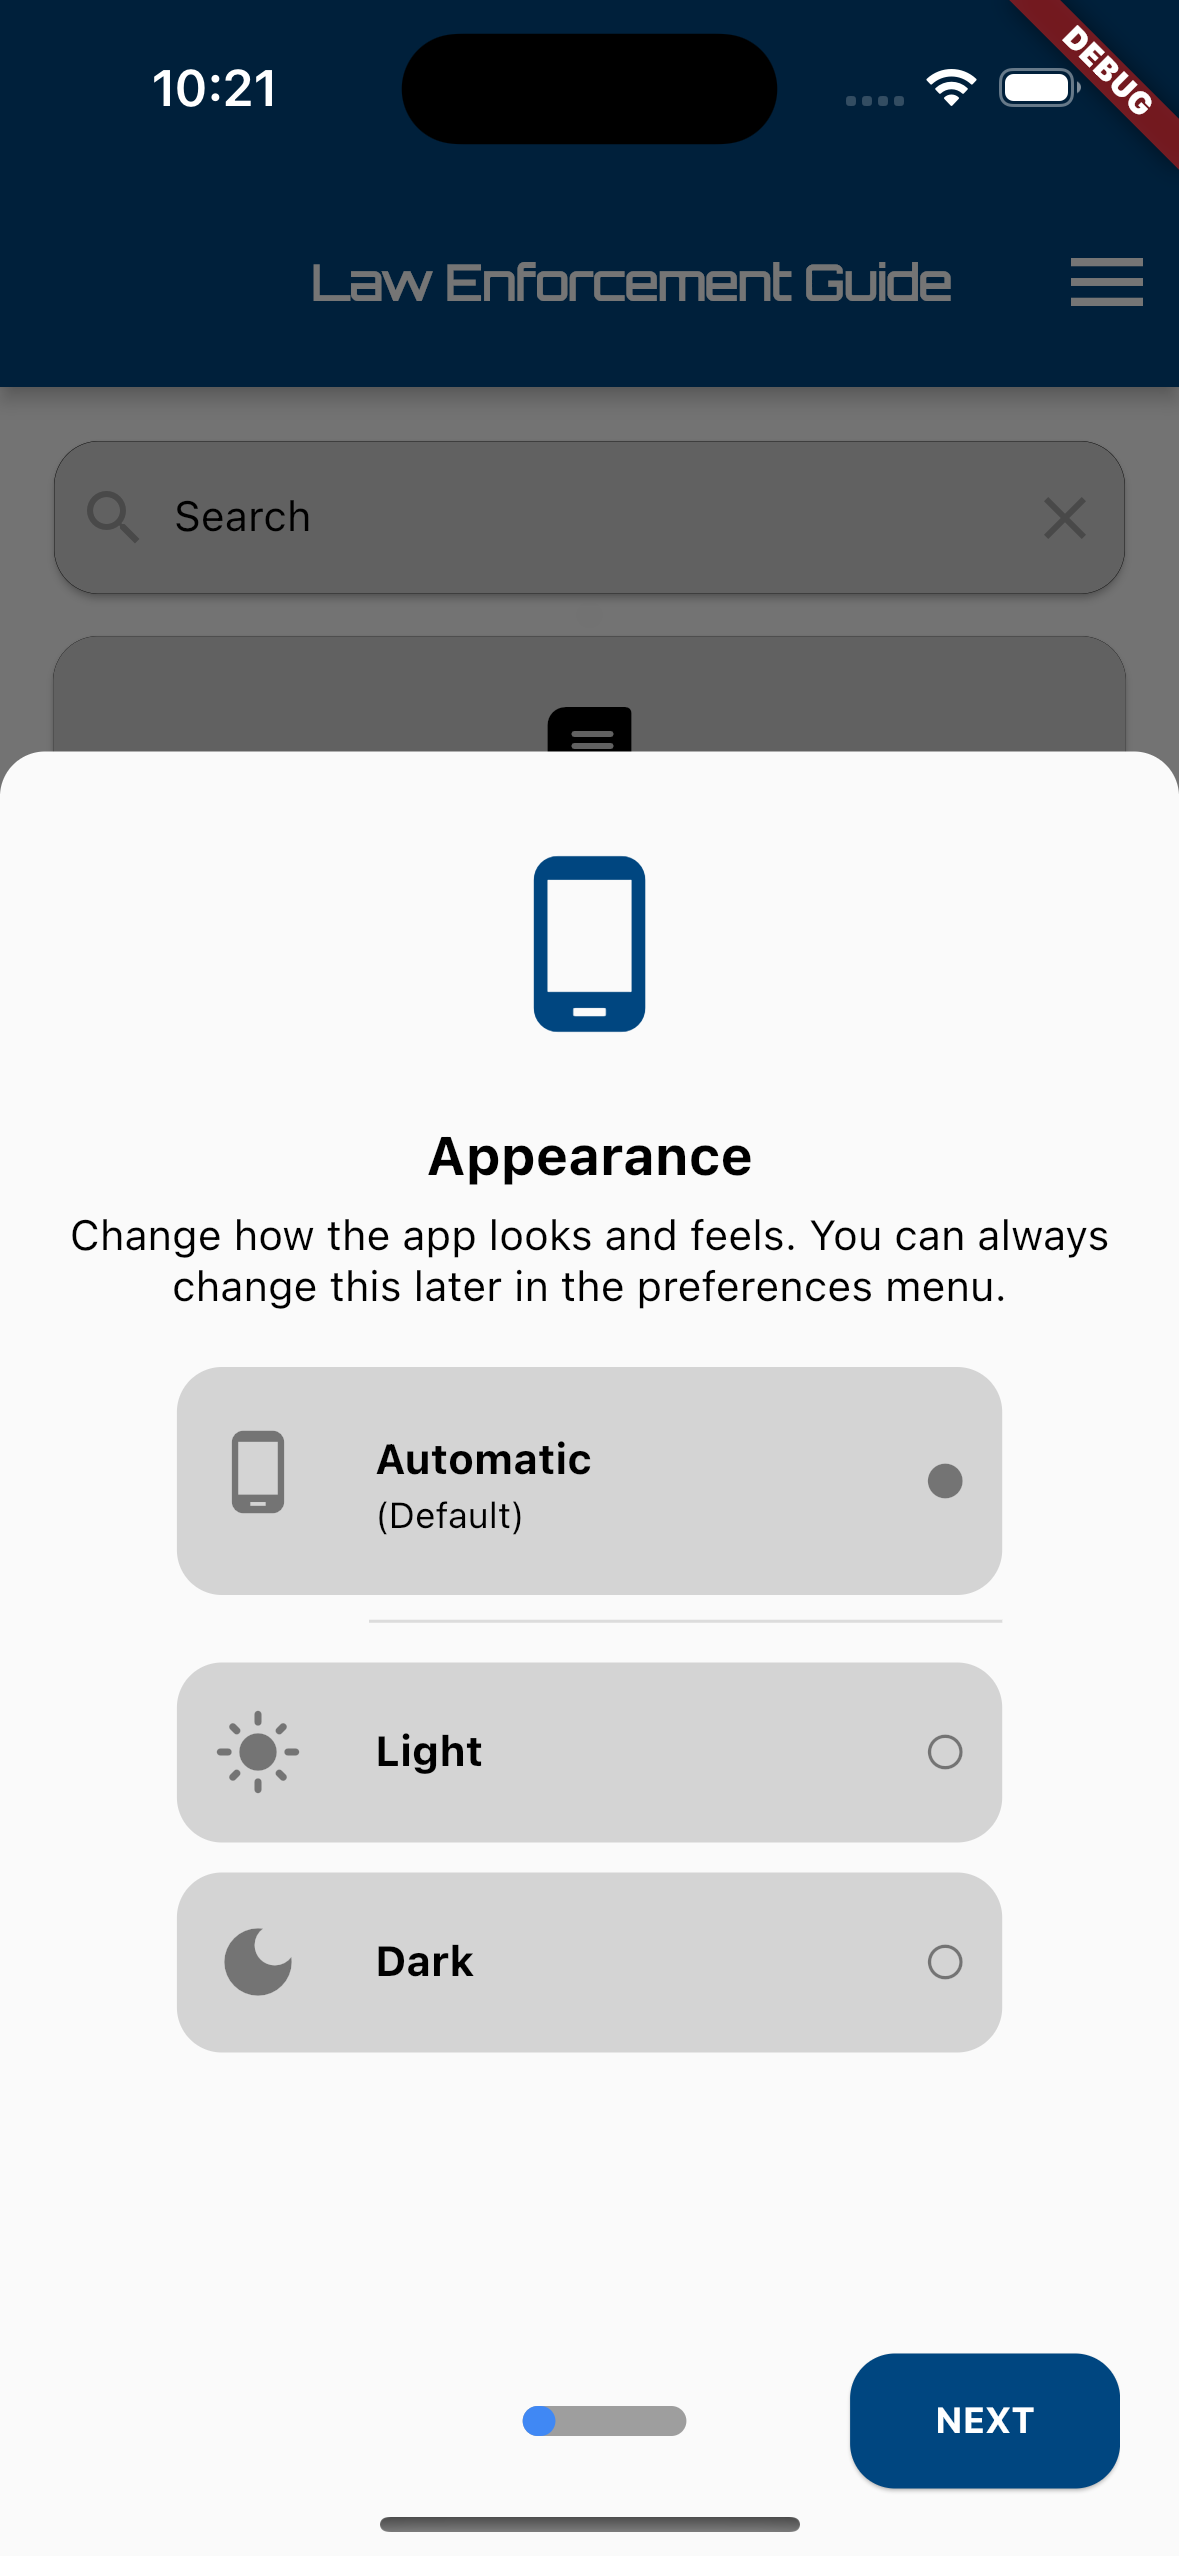 10:21
DEBUG
Law Enforcement Guide
Search
Appearance
Change how the app looks and feels. You can always
change this later in the preferences menu.
Automatic
(Default)
Light
Dark
NEXT